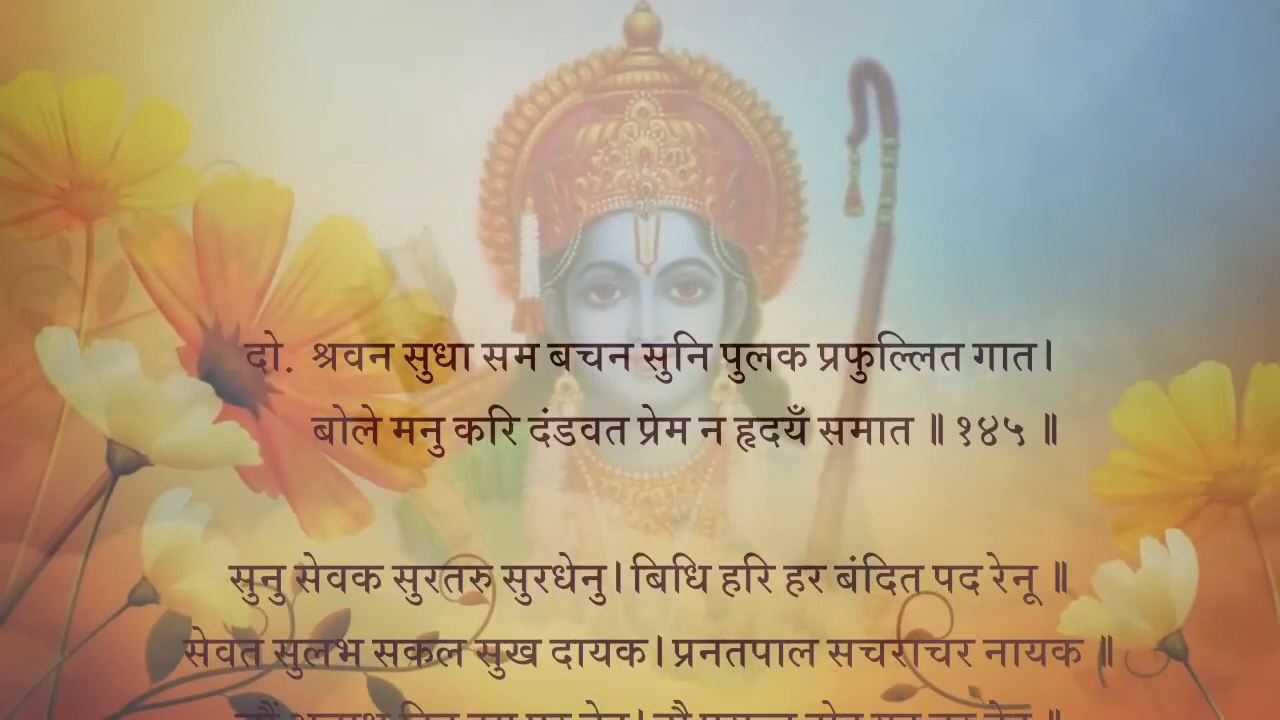 दो. श्रवन सुधा सम बचन सुनि पुलक प्रफुल्लित गात।
बोले मनु करि दंडवत प्रेम न हृदयँ समात ॥ १४५ ॥
सुनु सेवक सुरतरु सुरधेनु। बिधि हरि हर बंदित पद रेनू ॥
सेवत सुलभ सकल सुख दायक। प्रनतपाल सचराचर नायक ॥